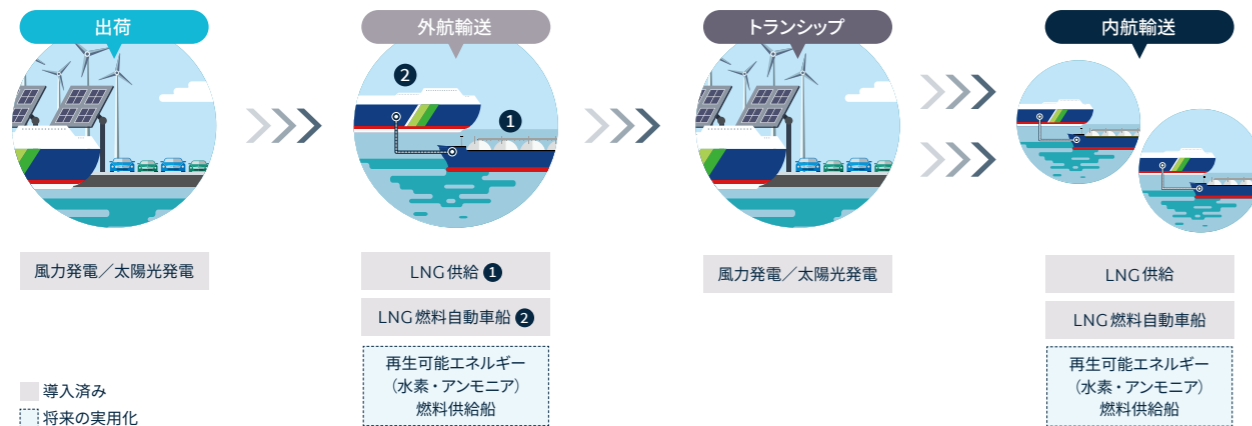 出荷
外航輸送
トランシップ
内航輸送
2
1
風力発電／太陽光発電
LNG供給 1
LNG燃料自動車船 2
再生可能エネルギー
（水素・アンモニア）
燃料供給船
風力発電／太陽光発電
LNG供給
LNG燃料自動車船
再生可能エネルギー
（水素・アンモニア）
燃料供給船
導入済み
将来の実用化